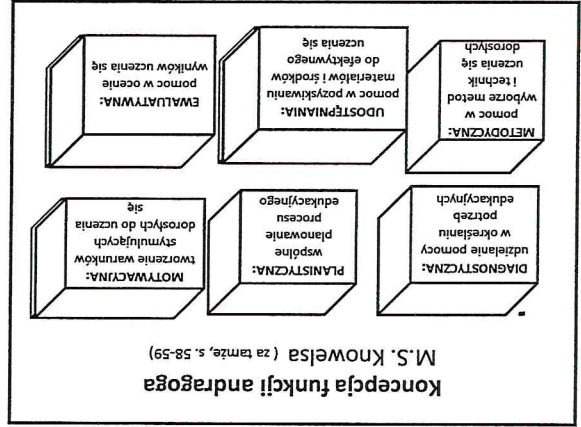 Koncepcja funkcji andragoga
M.S. Knowelsa ( za tamże, s. 58-59)
DIAGNOSTYCZNA:
udzielanie pomocy
w określaniu
potrzeb
edukacyjnych
PLANISTYCZNA:
wspólne
planowanie
procesu
edukacyjnego
MOTYWACYJNA:
tworzenie warunków
stymulujących
dorosłych do uczenia
się
METODYCZNA:
pomoc w
wyborze metod
i technik
uczenia się
dorosłych
UDOSTĘPNIANIA:
pomoc w pozyskiwaniu
materiałów i środków
do efektywnego
uczenia się
EWALUATYWNA:
pomoc w ocenie
wyników uczenia się